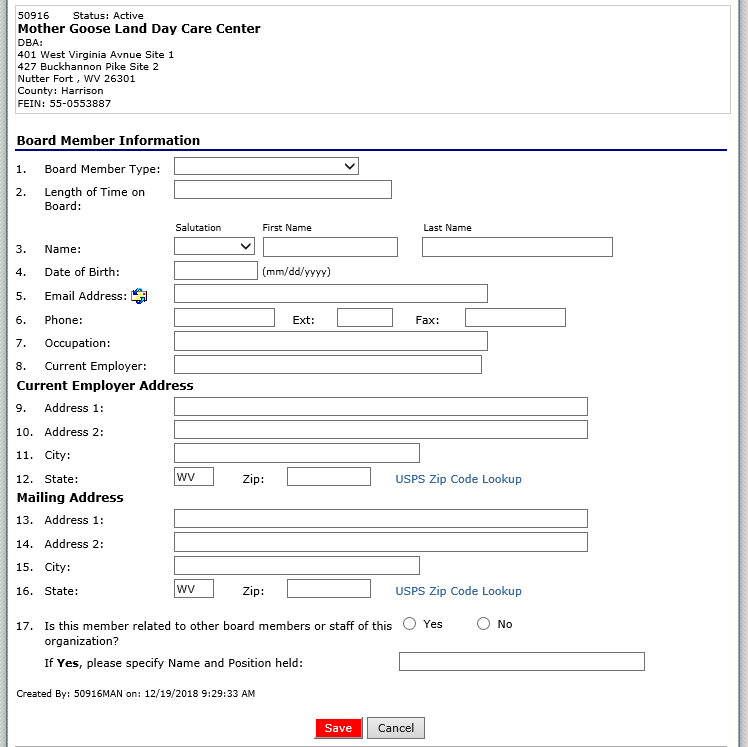 50916 Status: Active
Mother Goose Land Day Care Center
DBA:
401 West Virginia Avnue Site 1
427 Buckhannon Pike Site 2
Nutter Fort , WV 26301
County: Harrison
FEIN: 55-0553887
Board Member Information
1. Board Member Type:
2. Length of Time on
Board:
Salutation First Name Last Name
3. Name:
4. Date of Birth: (mm/dd/yyyy)
5. Email Address:
6. Phone: Ext: Fax:
7. Occupation:
8. Current Employer:
Current Employer Address
9. Address 1:
10. Address 2:
11. City:
12. State: WV Zip: USPS Zip Code Lookup
Mailing Address
13. Address 1:
14. Address 2:
15. City:
16. State: WV Zip: USPS Zip Code Lookup
17. Is this member related to other board members or staff of this Yes No
organization?
If Yes, please specify Name and Position held:
Created By: 50916MAN on: 12/19/2018 9:29:33 AM
Save Cancel